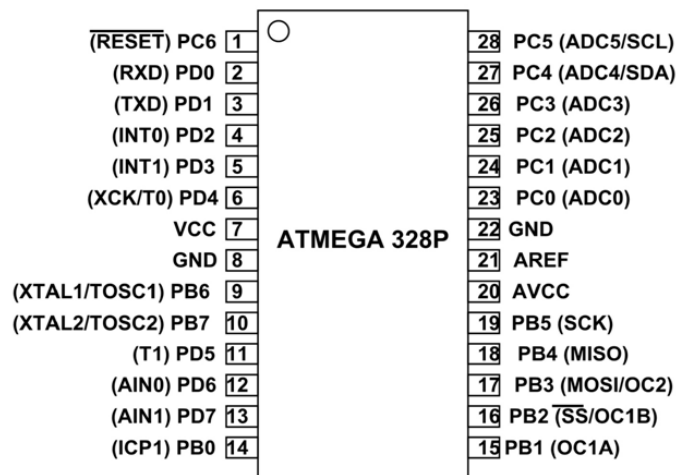 (RESET) PC6 1
(RXD) PD0 2
(TXD) PD1 3
(INT0) PD2 4
(INT1) PD3 5
(XCK/T0) PD4 6
VCC 7
GND 8
(XTAL1/TOSC1) PB6 9
(XTAL2/TOSC2) PB7 10
(T1) PD5 11
(AIN0) PD6 12
(AIN1) PD7 13
(ICP1) PB0 14
ATMEGA 328P
28 PC5 (ADC5/SCL)
27 PC4 (ADC4/SDA)
26 PC3 (ADC3)
25 PC2 (ADC2)
24 PC1 (ADC1)
23 PC0 (ADC0)
22 GND
21 AREF
20 AVCC
19 PB5 (SCK)
18 PB4 (MISO)
17 PB3 (MOSI/OC2)
16 PB2 (SS/OC1B)
15 PB1 (OC1A)